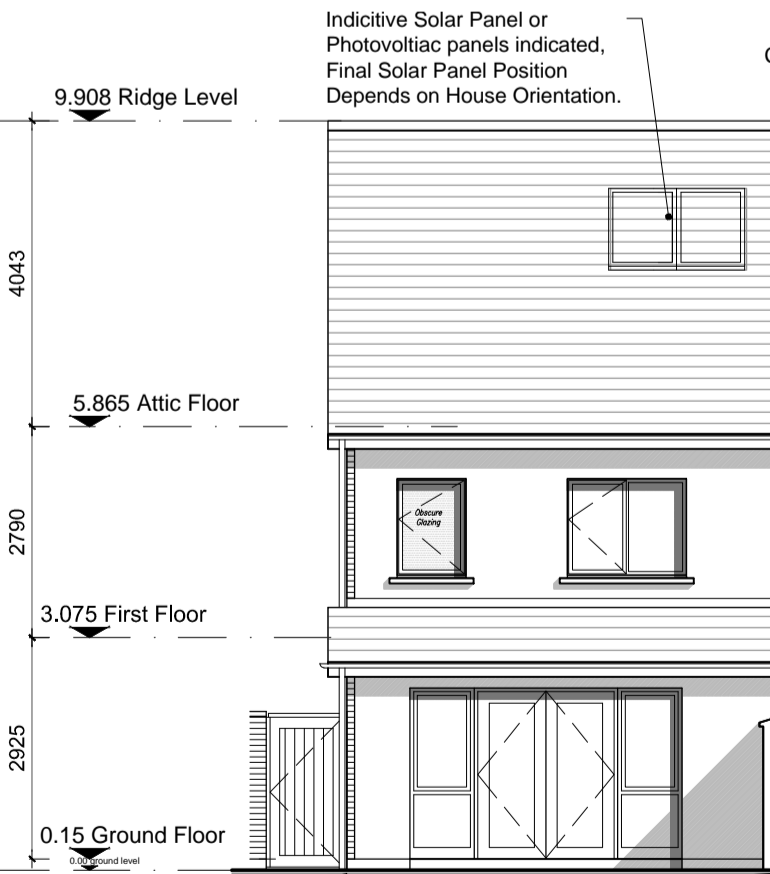 Indicitive Solar Panel or
Photovoltiac panels indicated,
Final Solar Panel Position
Depends on House Orientation.
9.908 Ridge Level
4043
5.865 Attic Floor
2790
Obscure
Glazing
3.075 First Floor
2925
0.15 Ground Floor
0.00 ground level